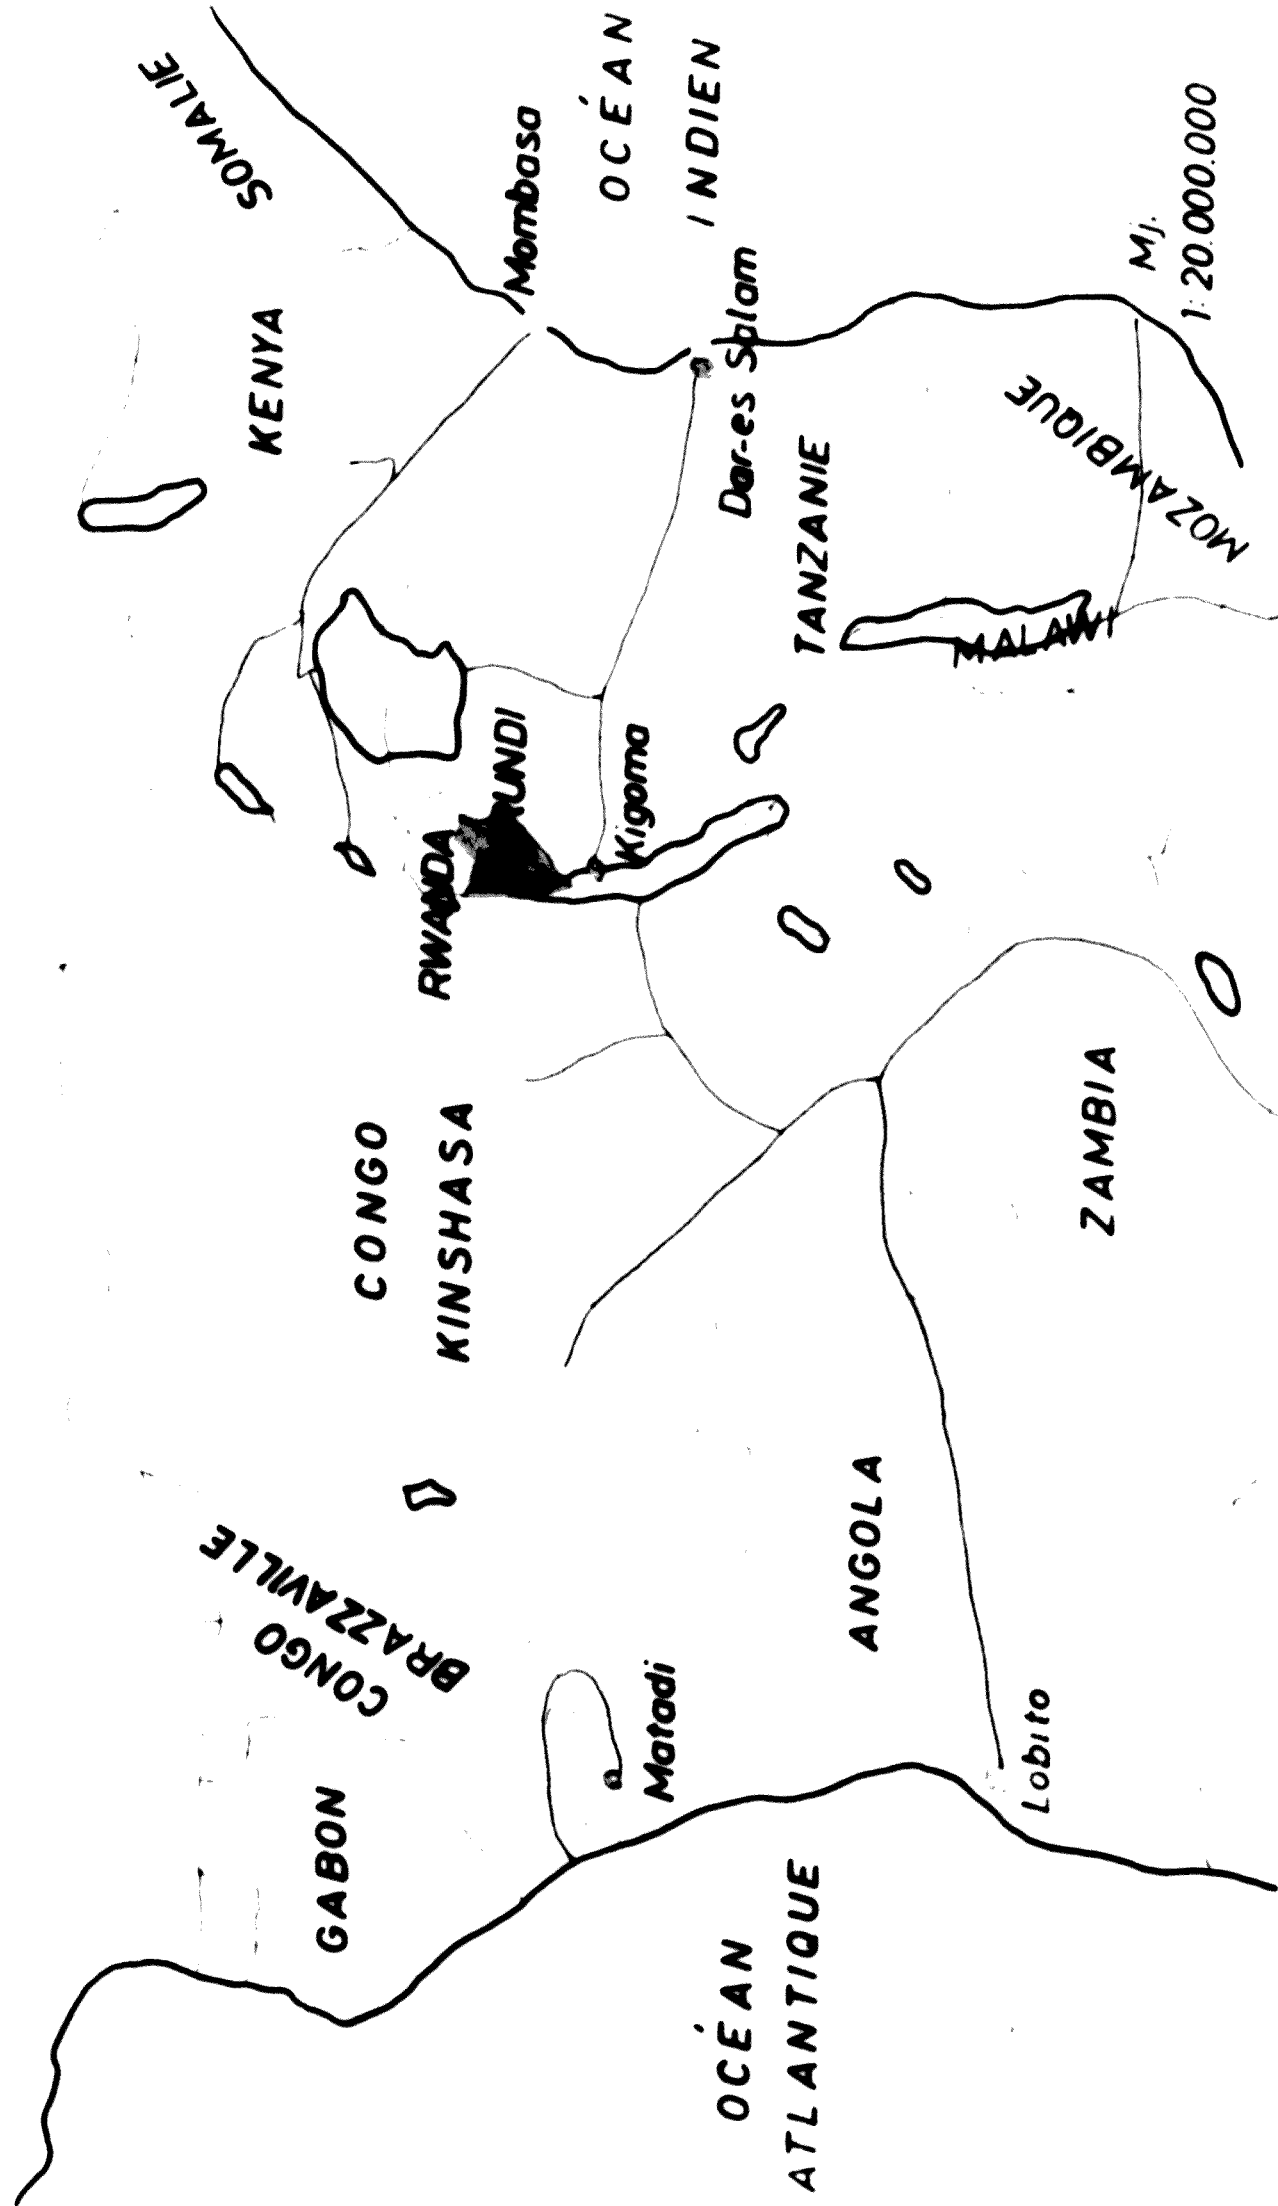 SOMALIE
KENYA
Mombasa
OCÉAN
INDIEN
CONGO
BRAZZAVILLE
GABON
CONGO
KINSHASA
RWANDA
UNDI
Kigoma
Dar-es Salam
TANZANIE
Matadi
OCÉAN
ATLANTIQUE
ANGOLA
Lobito
ZAMBIA
MALAWI
MOZAMBIQUE
Mj.
1: 20.000.000